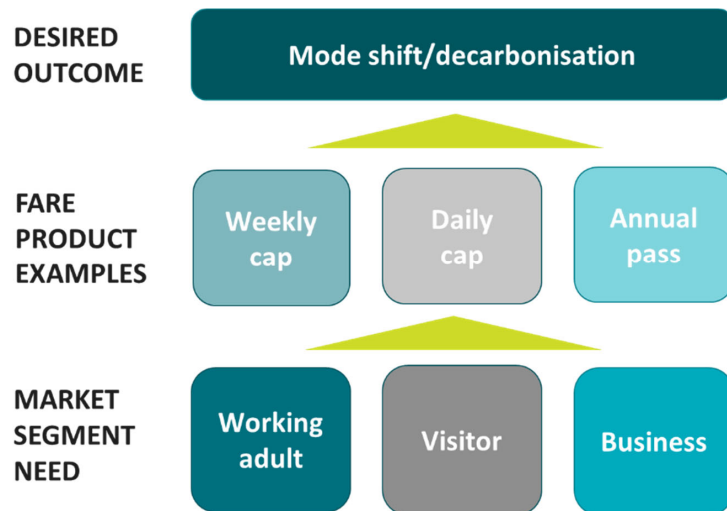 DESIRED
OUTCOME
Mode shift/decarbonisation
FARE
PRODUCT
EXAMPLES
Weekly
cap
Daily
cap
Annual
pass
MARKET
SEGMENT
NEED
Working
adult
Visitor
Business